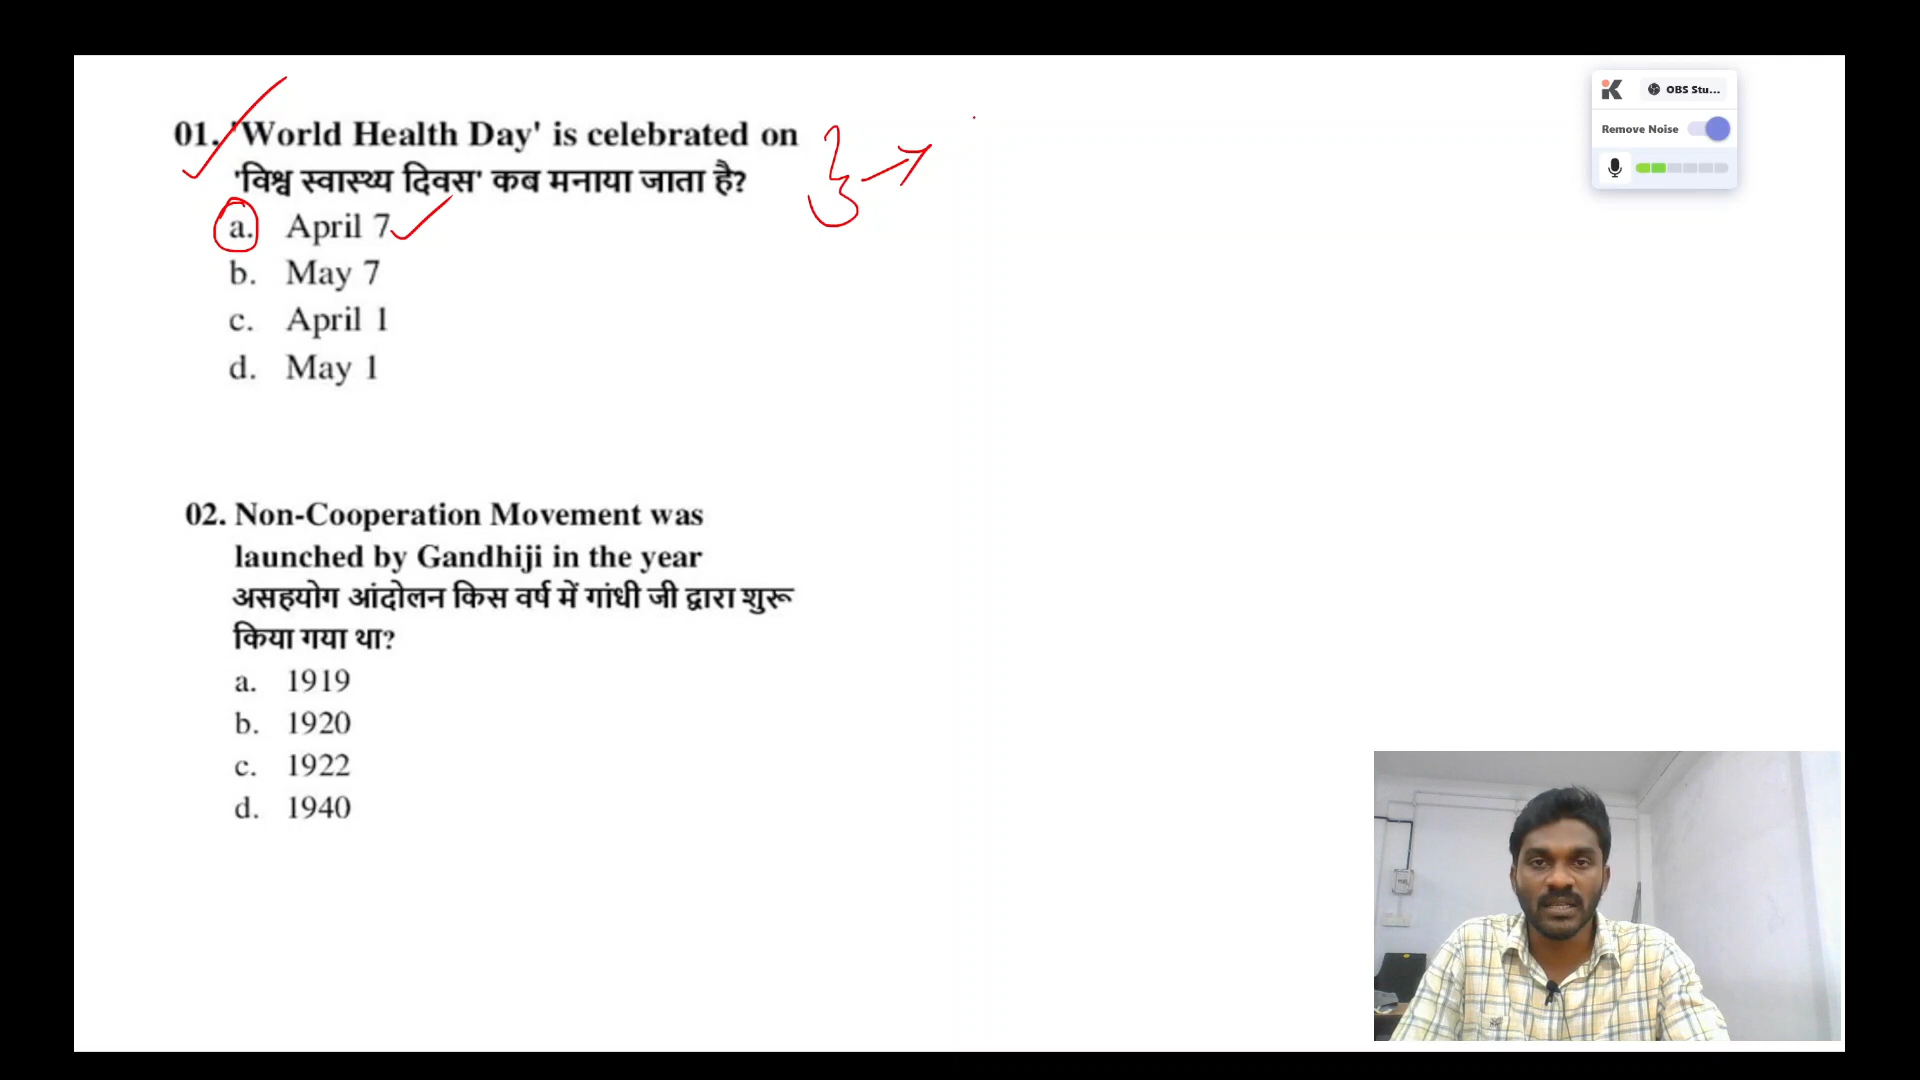 01. 'World Health Day' is celebrated on
'विश्व स्वास्थ्य दिवस' कब मनाया जाता है?
a. April 7
b. May 7
c. April 1
d. May 1
02. Non-Cooperation Movement was
launched by Gandhiji in the year
असहयोग आंदोलन किस वर्ष में गांधी जी द्वारा शुरू
किया गया था?
a. 1919
b. 1920
c. 1922
d. 1940
OBS Stu...
Remove Noise